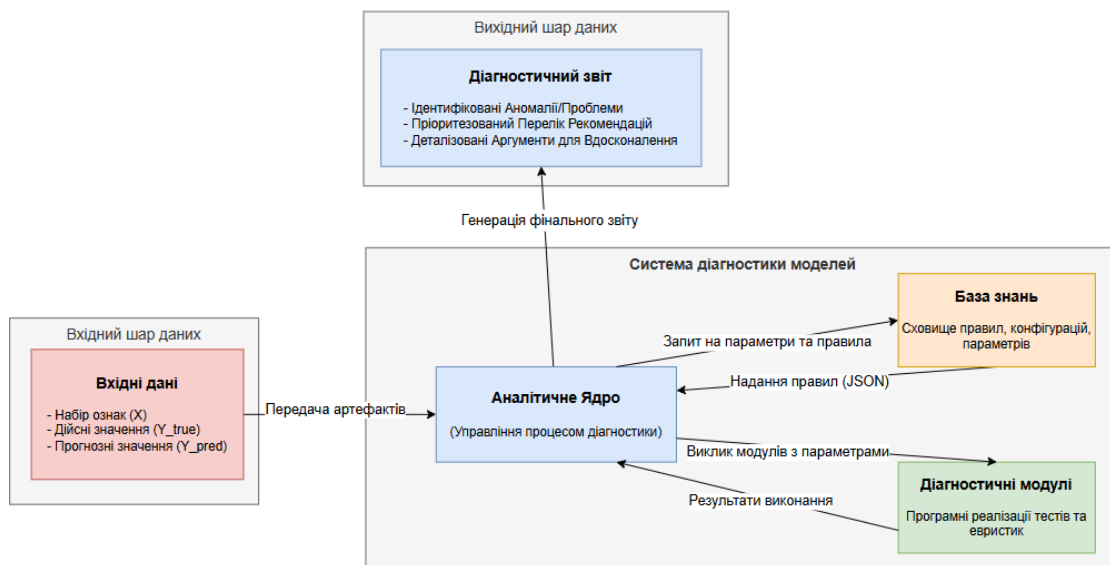 Вихідний шар даних
Діагностичний звіт
- Ідентифіковані Аномалії/Проблеми
- Пріоритезований Перелік Рекомендацій
- Деталізовані Аргументи для Вдосконалення
Генерація фінального звіту
Система діагностики моделей
База знань
Сховище правил, конфігурацій,
параметрів
Запит на параметри та правила
Надання правил (JSON)
Вхідний шар даних
Вхідні дані
- Набір ознак (X)
- Дійсні значення (Y_true)
- Прогнозні значення (Y_pred)
Передача артефактів
Аналітичне Ядро
(Управління процесом діагностики)
Виклик модулів з параметрами
Результати виконання
Діагностичні модулі
Програмні реалізації тестів та
евристик